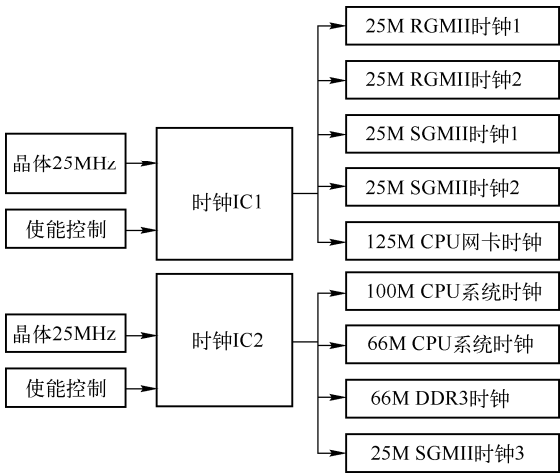 25M RGMII时钟1
25M RGMII时钟2
25M SGMII时钟1
25M SGMII时钟2
125M CPU网卡时钟
晶体25MHz
使能控制
时钟IC1
100M CPU系统时钟
66M CPU系统时钟
66M DDR3时钟
25M SGMII时钟3
晶体25MHz
使能控制
时钟IC2